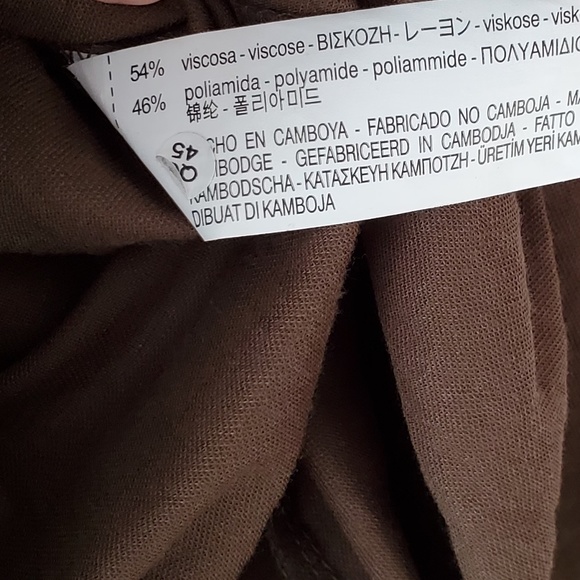 54% viscosa - viscose - ΒΙΣΚΟΖΗ - レーヨン - viskose - visk
46% poliamida - polyamide - poliammide - ΠΟΛΥΑΜΙΔΙΟ
锦纶 - 폴리아미드
CHO EN CAMBOYA - FABRICADO NO CAMBOJA - MA
MBODGE - GEFABRICEERD IN CAMBODJA - FATTO
KAMBODSCHA - ΚΑΤΑΣΚΕΥΗ ΚΑΜΠΟΤΖΗ - ÜRETİM YERİ KAM
DIBUAT DI KAMBOJA
Q 45